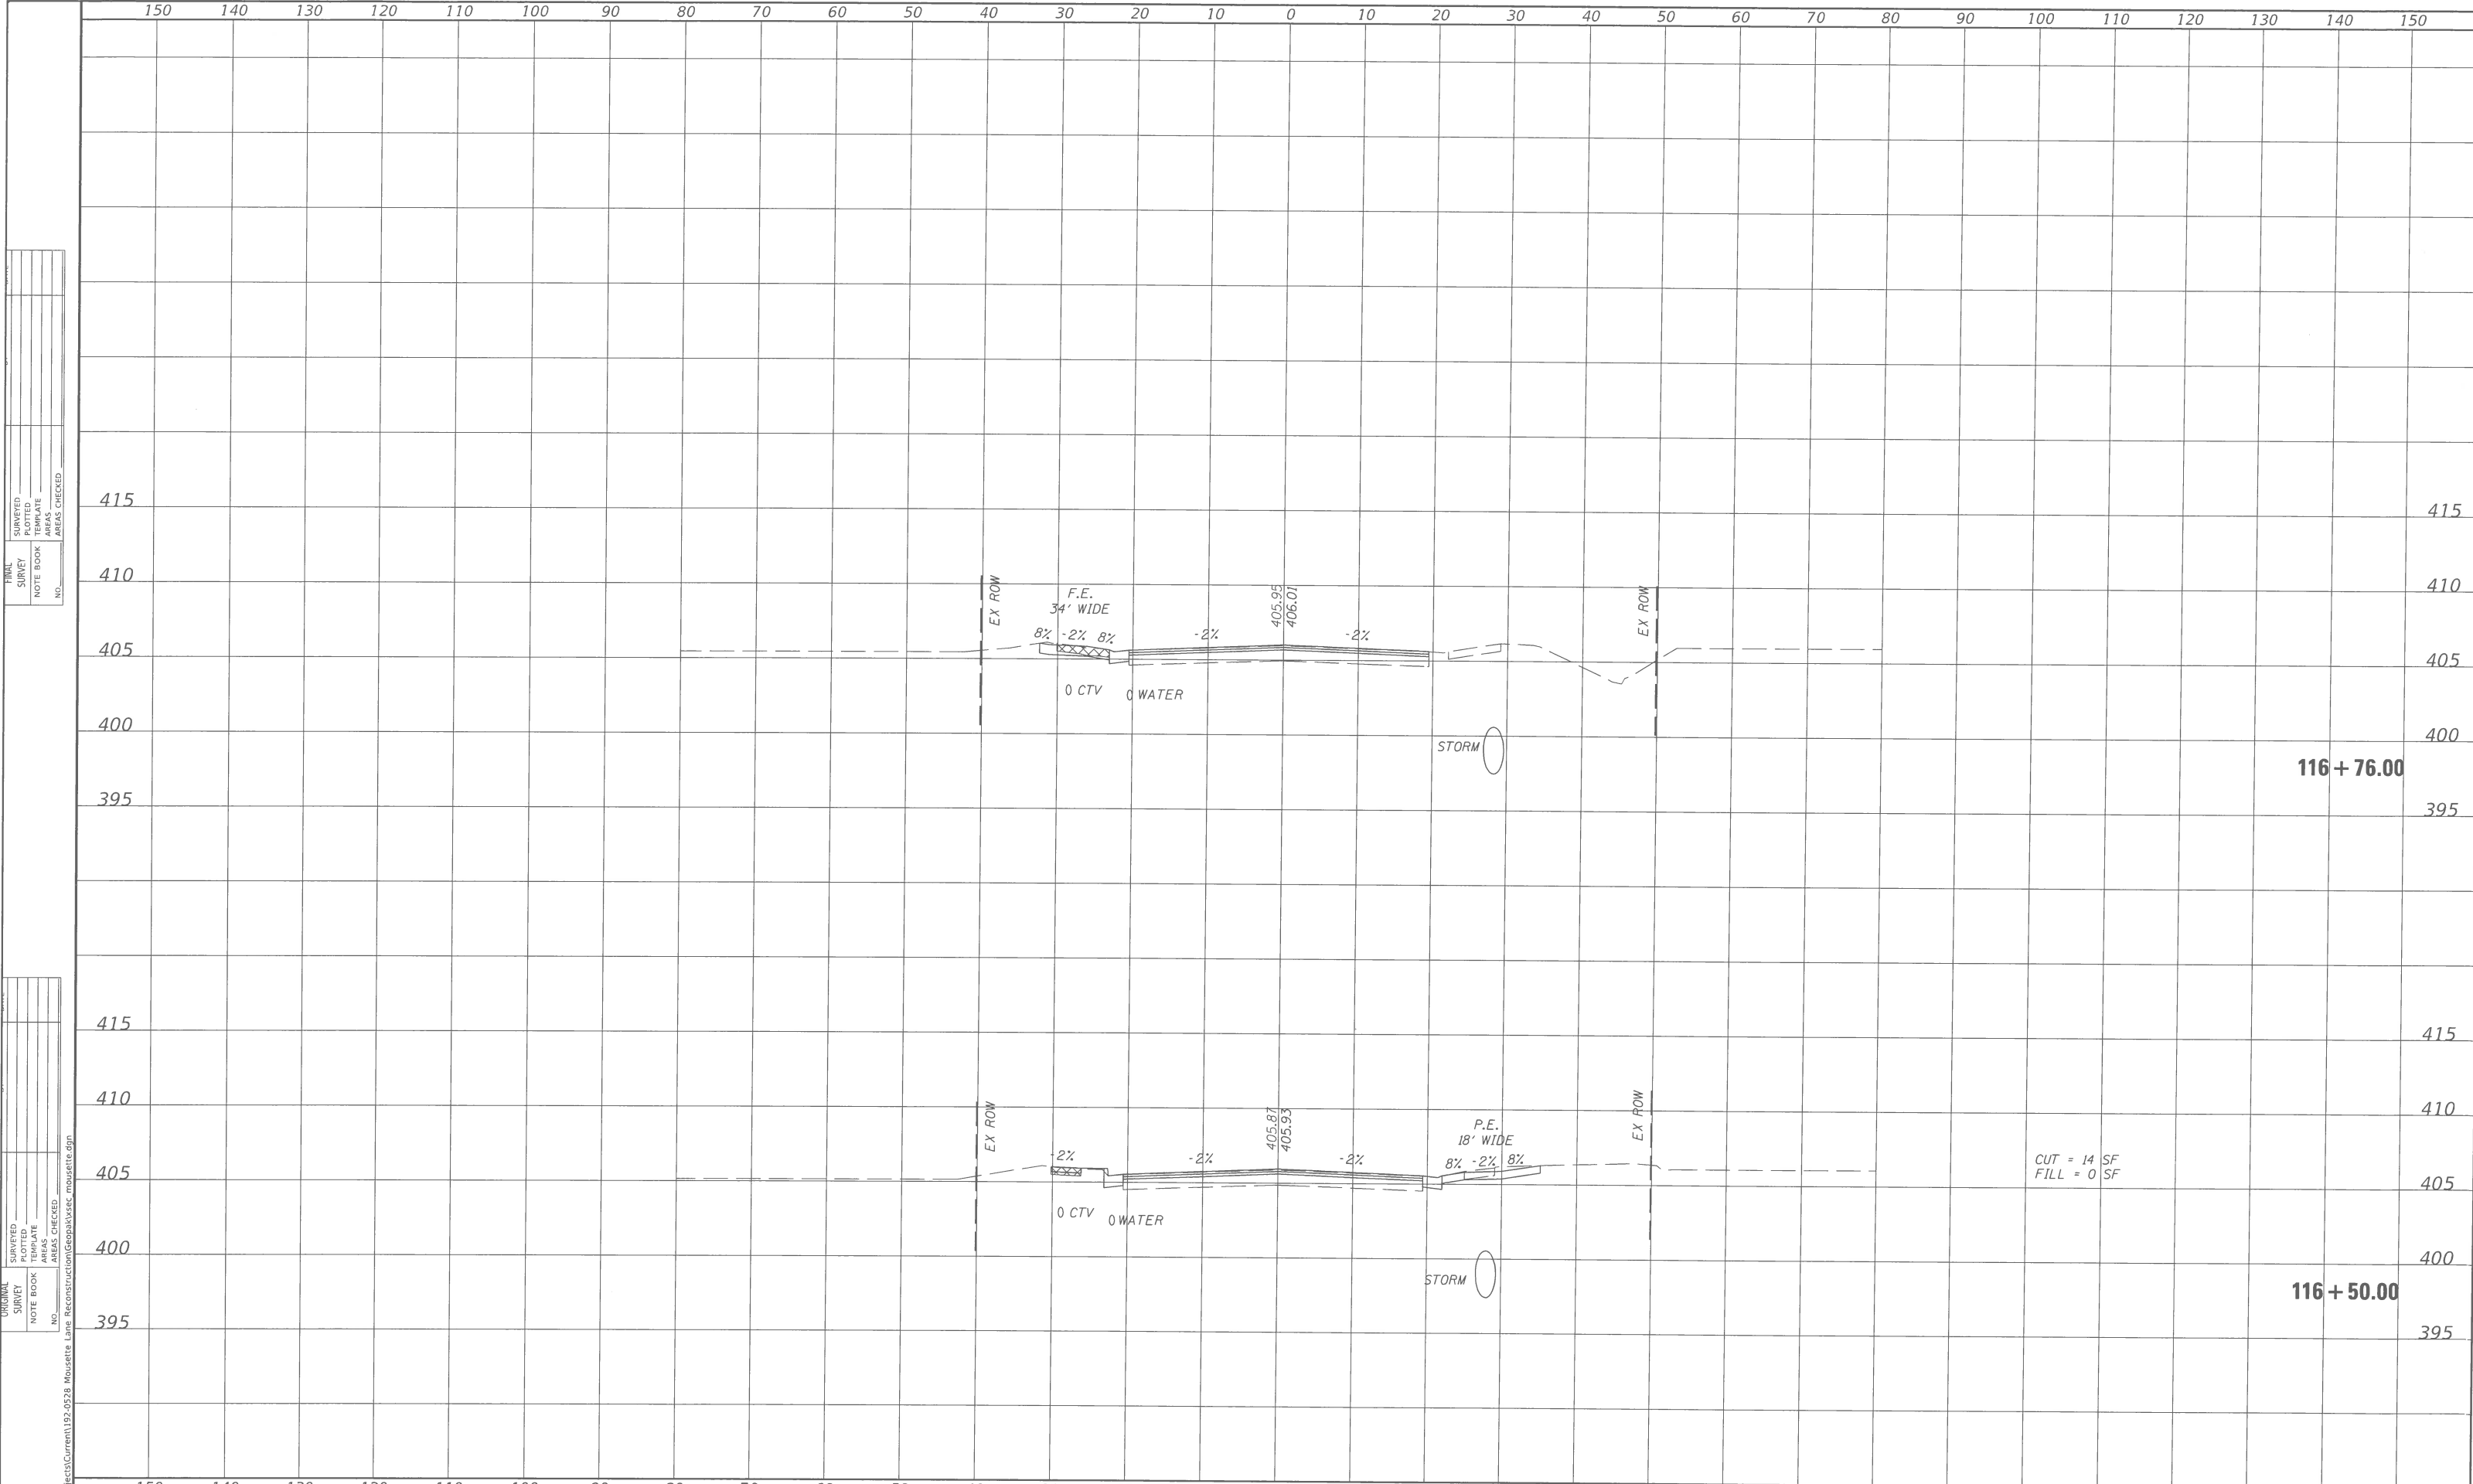 150 140 130 120 110 100 90 80 70 60 50 40 30 20 10 0 10 20 30 40 50 60 70 80 90 100 110 120 130 140 150
SURVEYED
PLOTTED
TEMPLATE
AREAS
AREAS CHECKED
FINAL
SURVEY
NOTE BOOK
NO.
415 415
410 410
EX ROW
F.E.
34' WIDE
405.95
406.01
EX ROW
8% -2% 8% -2% -2%
405 405
0 CTV 0 WATER
400 400
STORM
116+76.00
395 395
415 415
410 410
EX ROW
405.87
405.93
P.E.
18' WIDE
EX ROW
-2% -2% -2% 8% -2% 8%
CUT = 14 SF
FILL = 0 SF
405 405
0 CTV 0 WATER
400 400
STORM
116+50.00
395 395
SURVEYED
PLOTTED
TEMPLATE
AREAS
AREAS CHECKED
ORIGINAL
SURVEY
NOTE BOOK
NO.
ects\Current\192-0528 Mousette Lane Reconstruction\Geopak\xsec_mousette.dgn